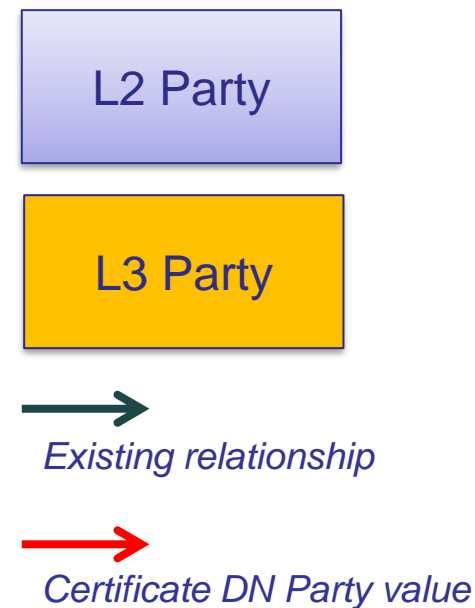 L2 Party
L3 Party
Existing relationship
Certificate DN Party value